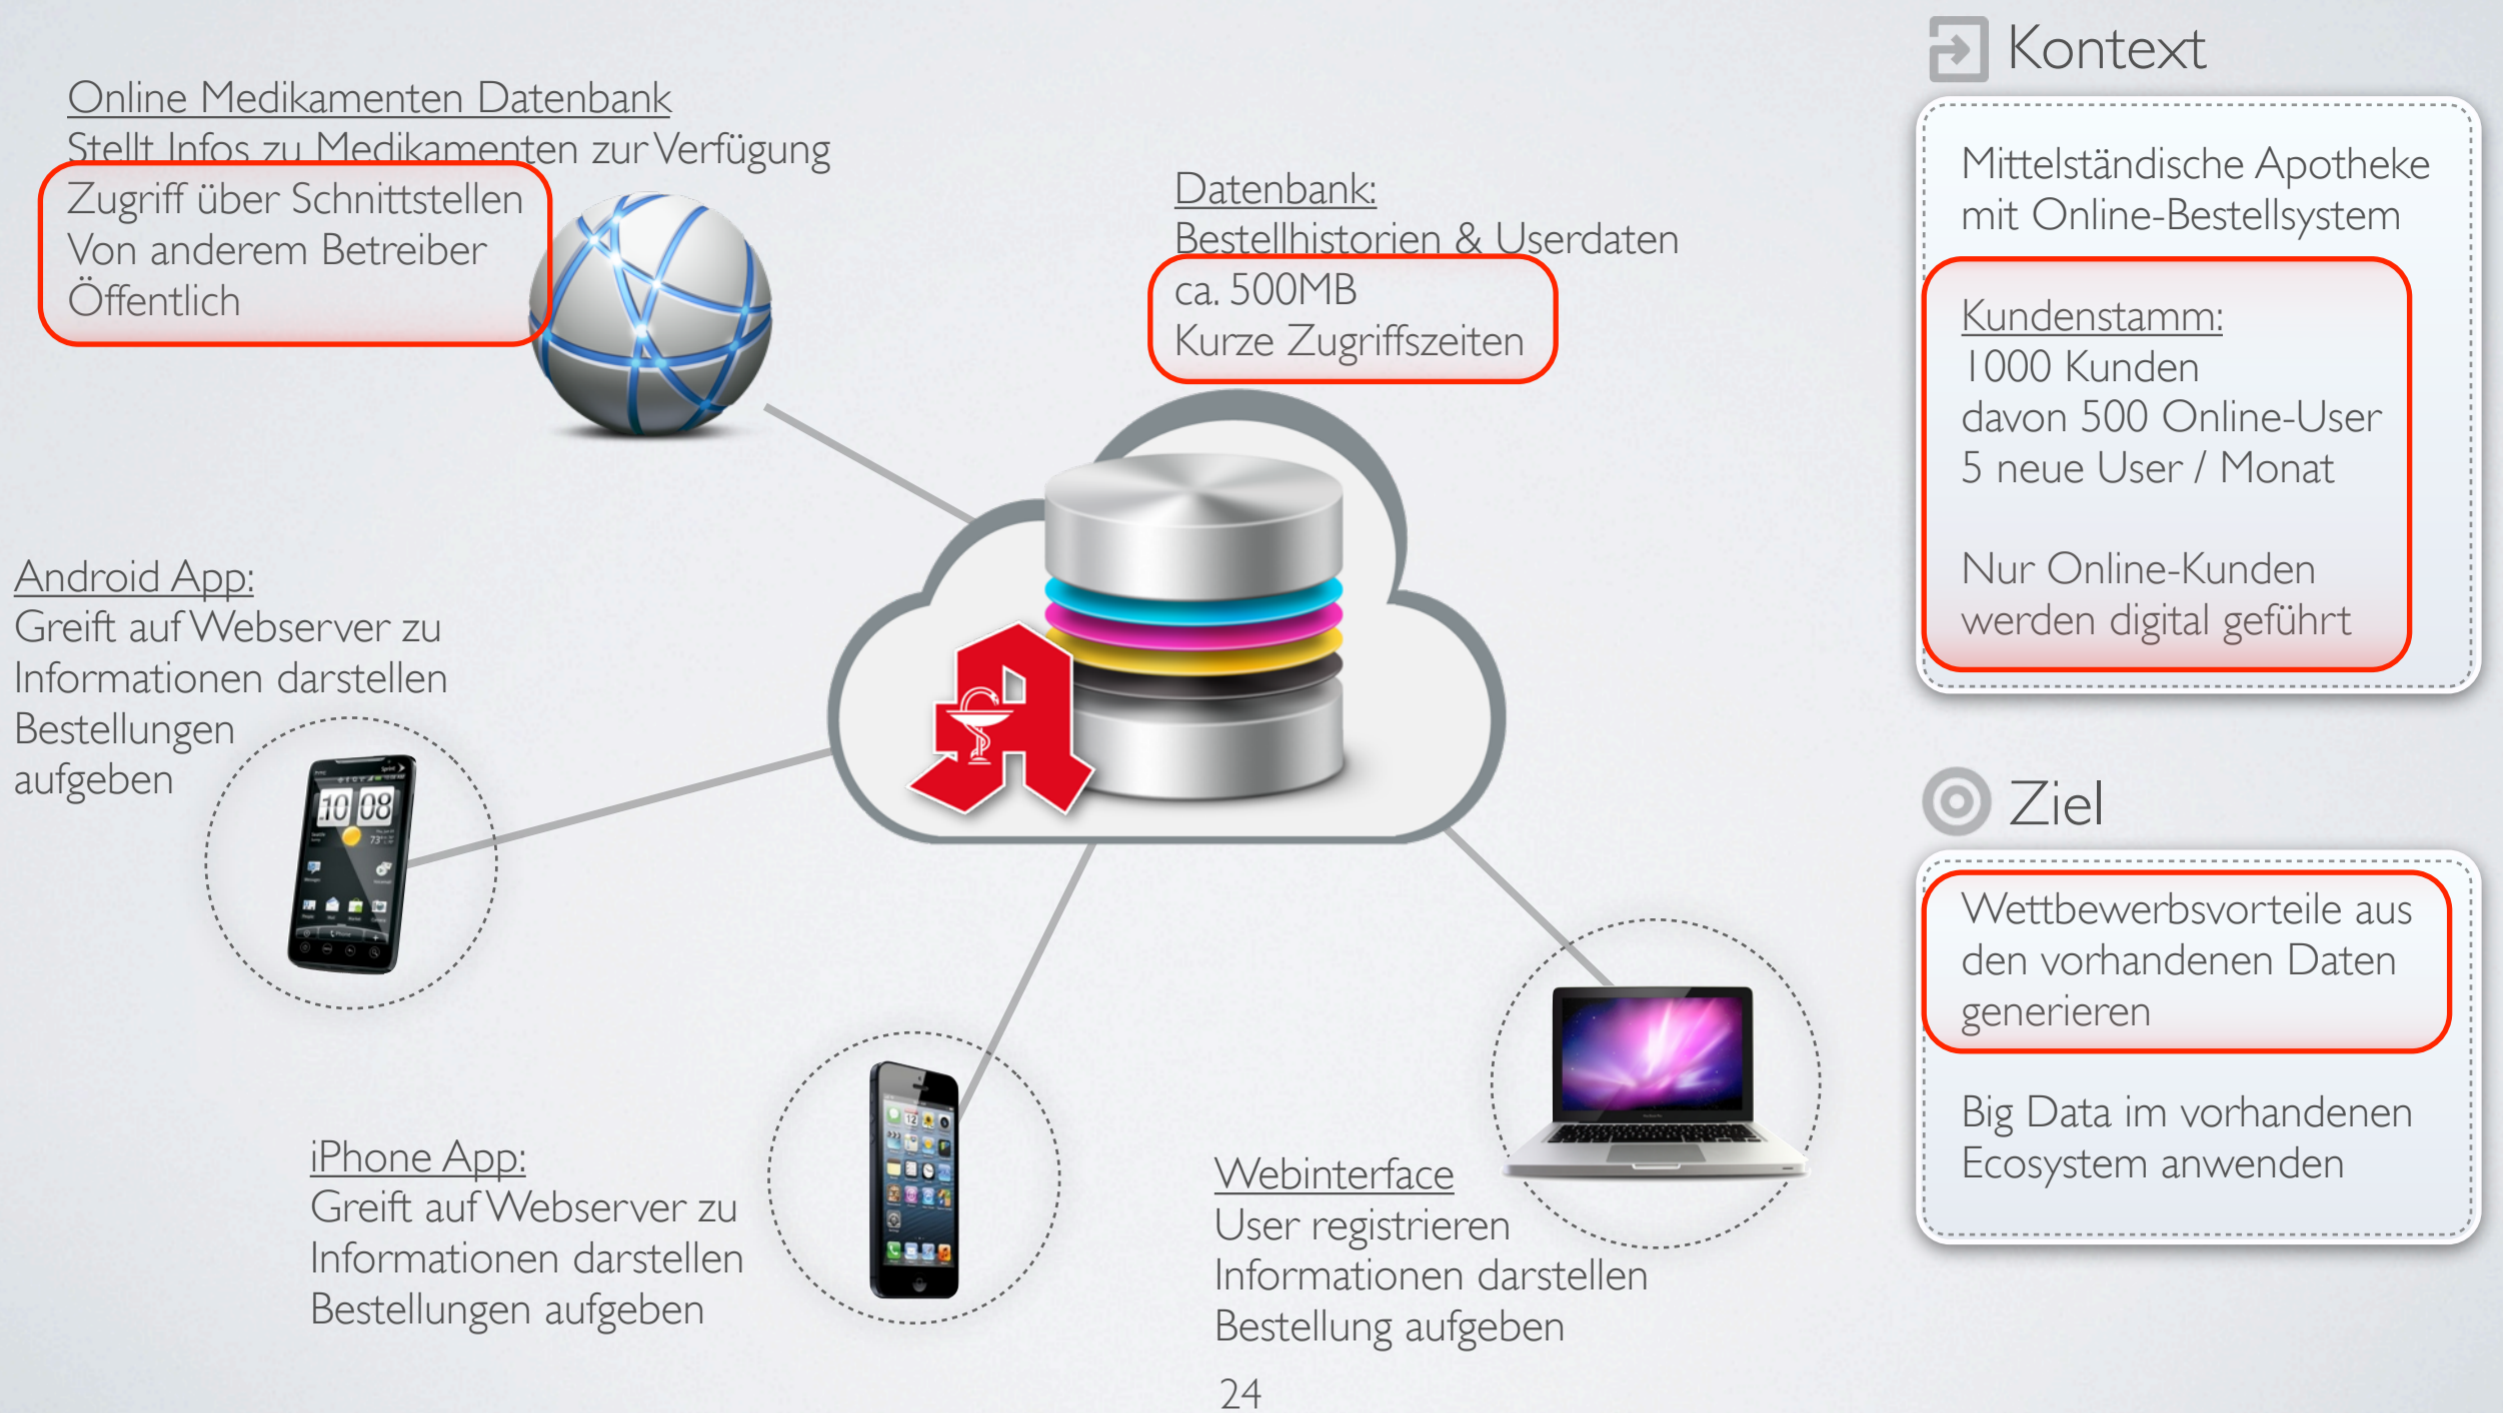 Online Medikamenten Datenbank
Stellt Infos zu Medikamenten zur Verfügung
Zugriff über Schnittstellen
Von anderem Betreiber
Öffentlich
Datenbank:
Bestellhistorien & Userdaten
ca. 500MB
Kurze Zugriffszeiten
Android App:
Greift auf Webserver zu
Informationen darstellen
Bestellungen
aufgeben
10 08
iPhone App:
Greift auf Webserver zu
Informationen darstellen
Bestellungen aufgeben
Webinterface
User registrieren
Informationen darstellen
Bestellung aufgeben
Kontext
Mittelständische Apotheke
mit Online-Bestellsystem
Kundenstamm:
1000 Kunden
davon 500 Online-User
5 neue User / Monat
Nur Online-Kunden
werden digital geführt
Ziel
Wettbewerbsvorteile aus
den vorhandenen Daten
generieren
Big Data im vorhandenen
Ecosystem anwenden
24